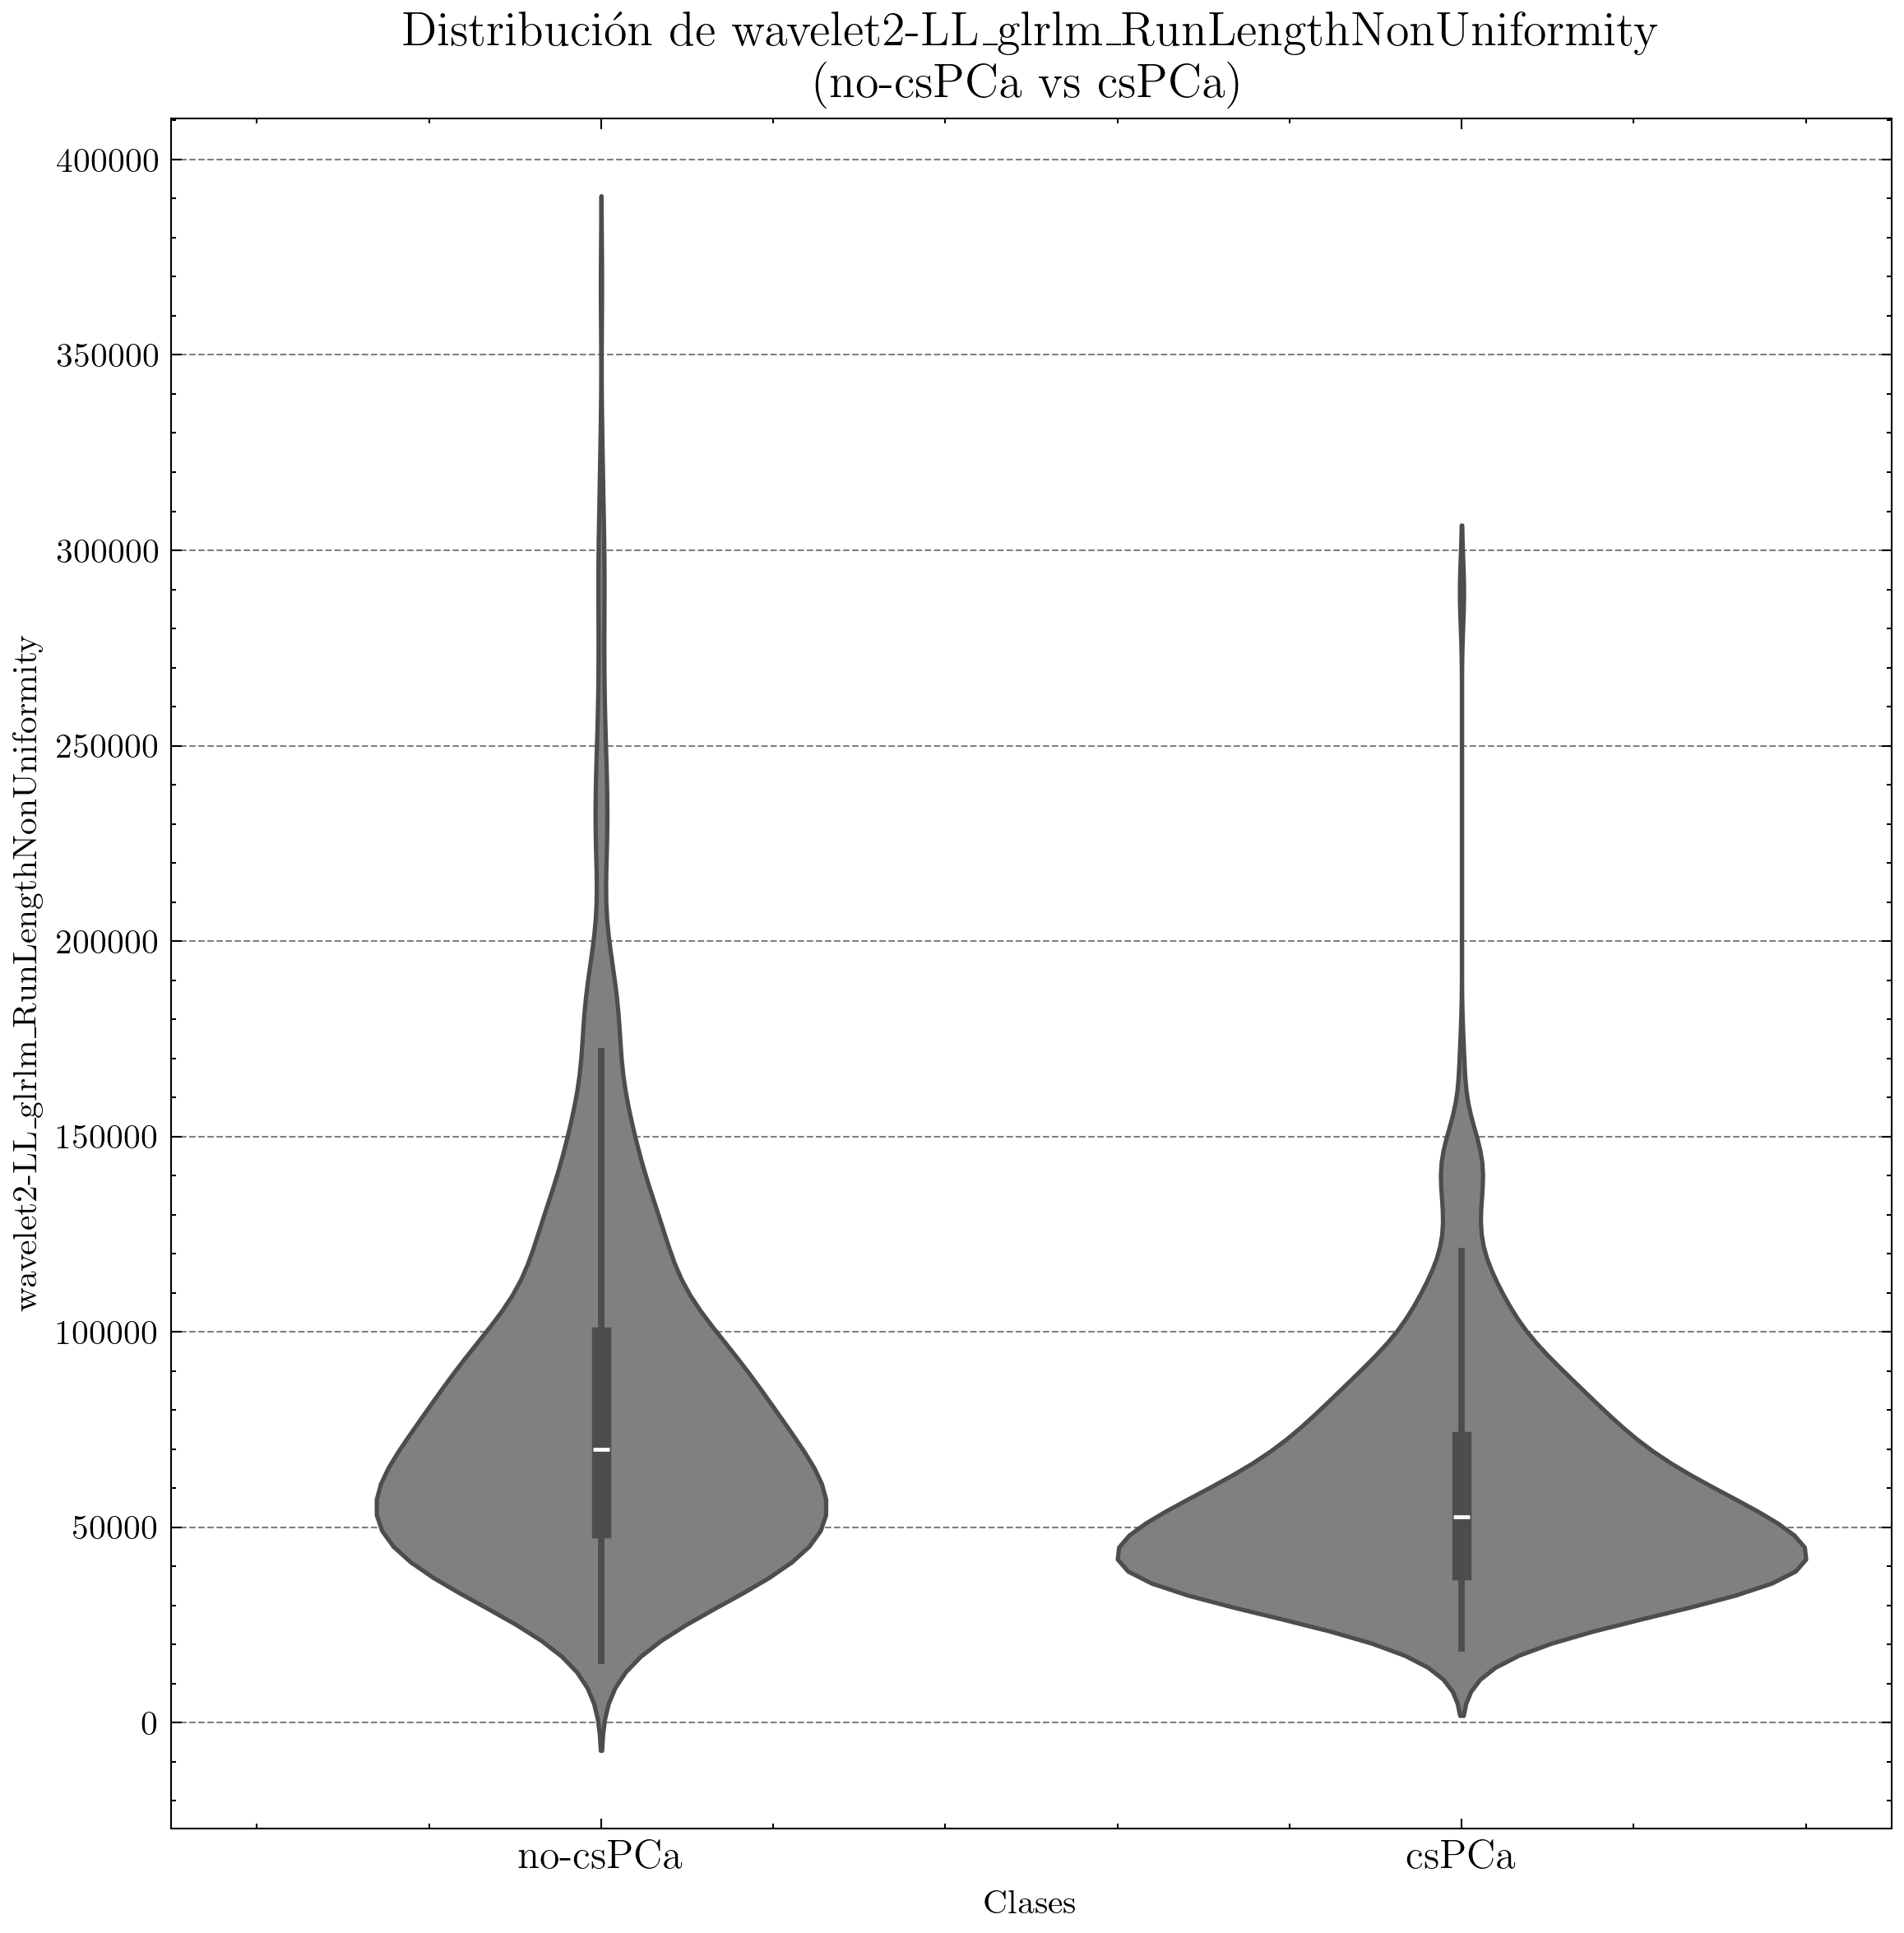 Distribución de wavelet2-LL_glrlm_RunLengthNonUniformity
(no-csPCa vs csPCa)
400000
350000
300000
250000
200000
150000
100000
50000
0
wavelet2-LL_glrlm_RunLengthNonUniformity
no-csPCa
csPCa
Clases